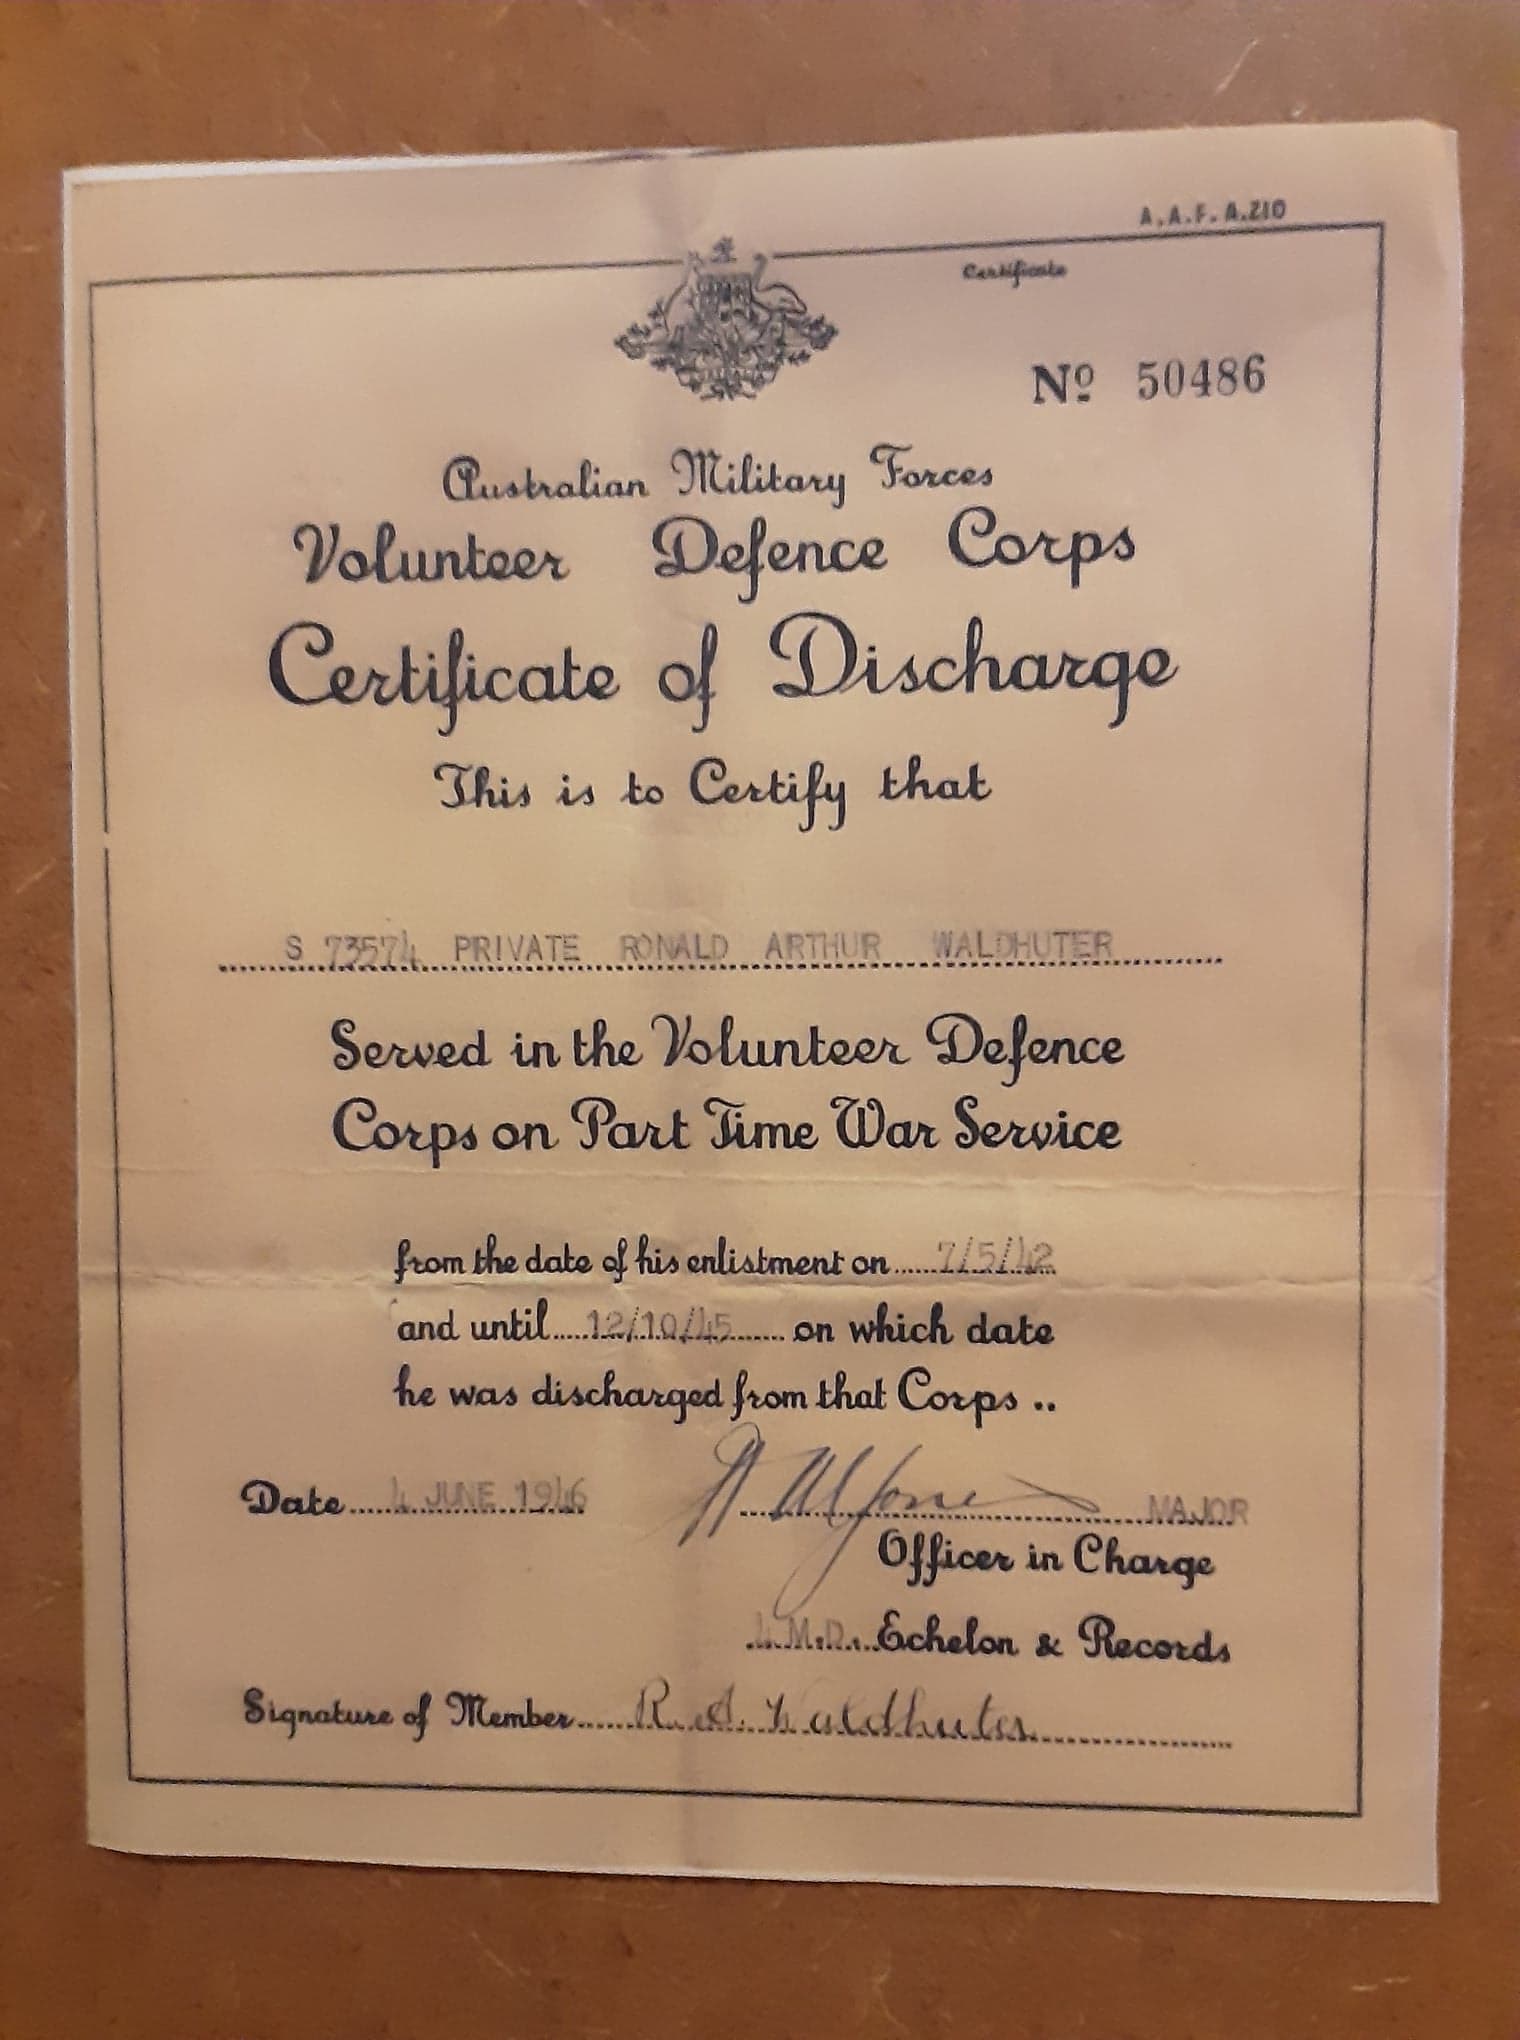 A.A.F. A.210
Certificate
Nº 50486
Australian Military Forces
Volunteer Defence Corps
Certificate of Discharge
This is to Certify that
S 73574 PRIVATE RONALD ARTHUR WALDHUTER
Served in the Volunteer Defence
Corps on Part Time War Service
from the date of his enlistment on 7/5/42
and until 12/10/45 on which date
he was discharged from that Corps ..
Date 4 JUNE 1946 MAJOR
Officer in Charge
4 M.D. Echelon & Records
Signature of Member R. A. Waldhuter